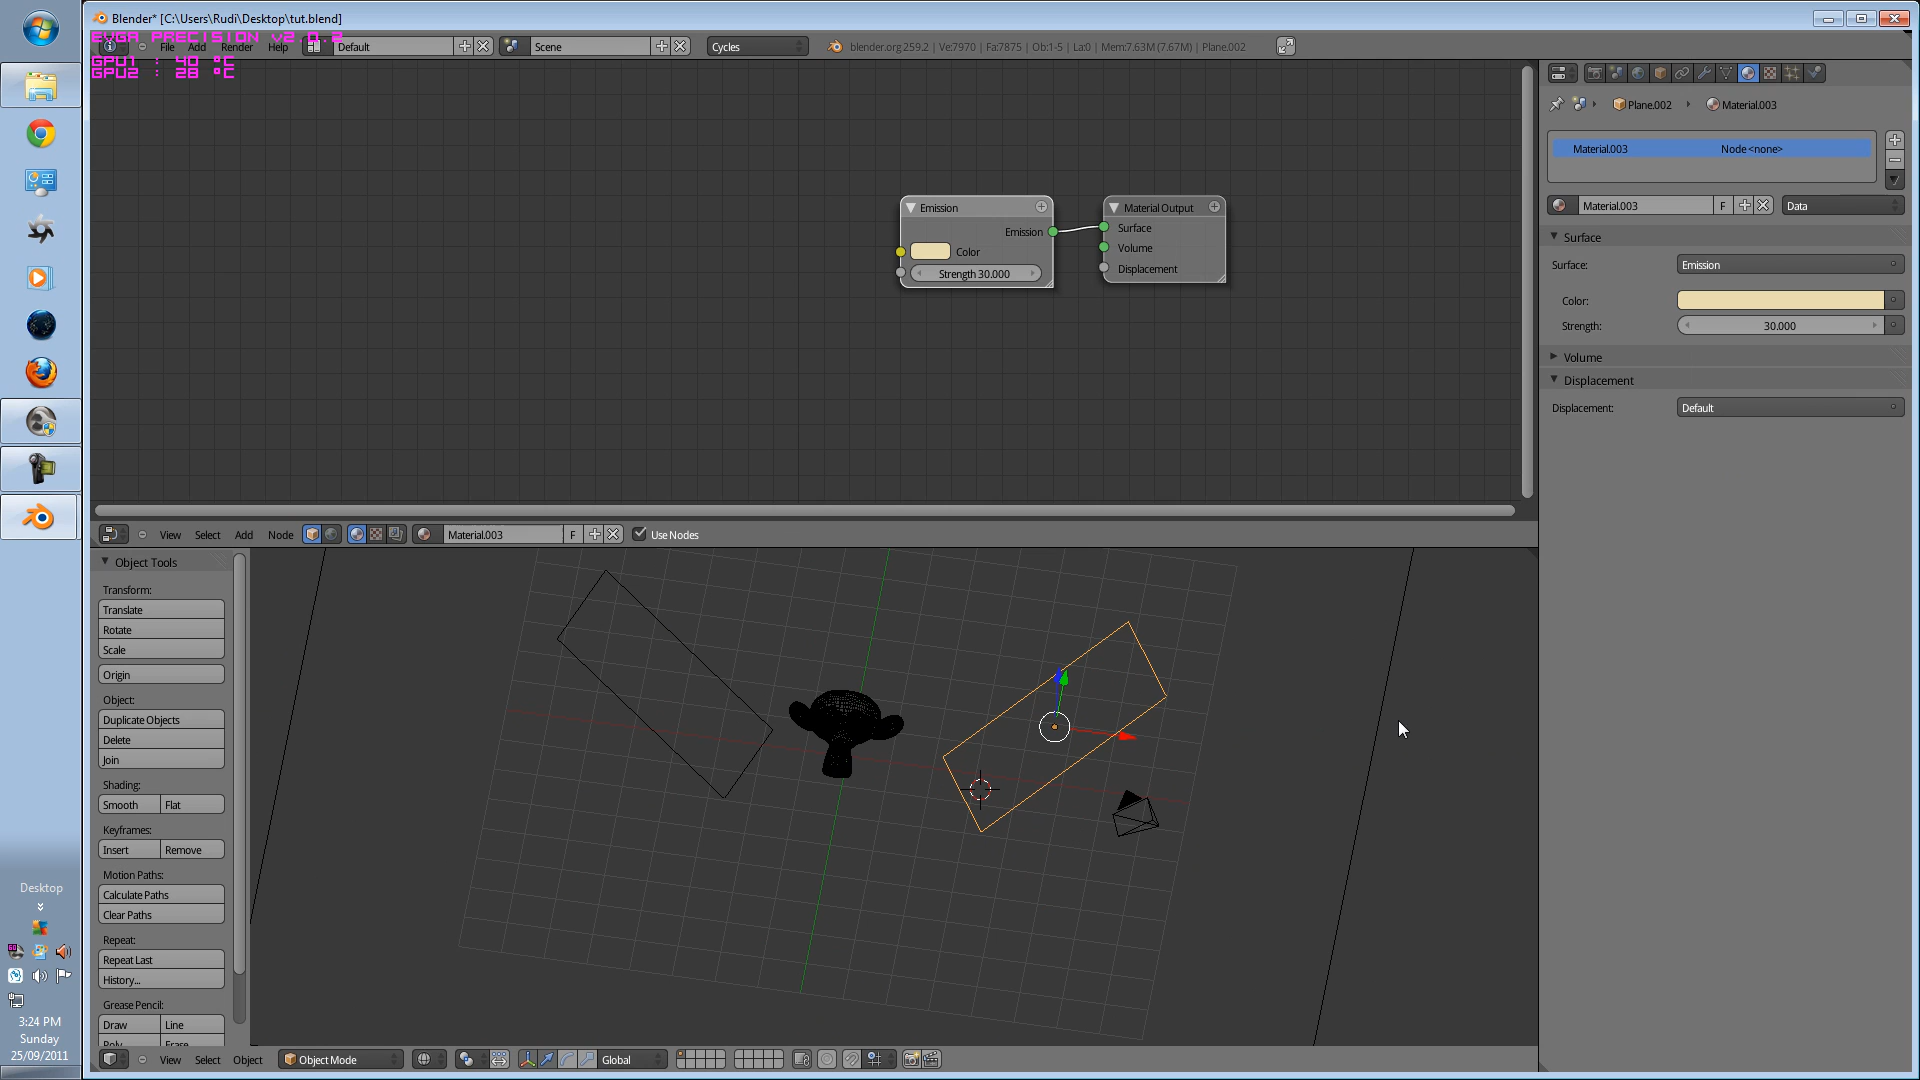 Blender* [C:\Users\Rudi\Desktop\tut.blend]
EVGA PRECISION v2 0.2
File Add Render Help Default Scene Cycles blender.org 259.2 | Ve:7970 | Fa:7875 | Ob:1-5 | La:0 | Mem:7.63M (7.67M) | Plane.002
GPU1 : 40 °C
GPU2 : 28 °C
Plane.002 Material.003
Material.003 Node <none>
Material.003 F Data
Surface
Surface: Emission
Color:
Strength: 30.000
Volume
Displacement
Displacement: Default
Emission
Emission
Color
Strength 30.000
Material Output
Surface
Volume
Displacement
View Select Add Node Material.003 F Use Nodes
Object Tools
Transform:
Translate
Rotate
Scale
Origin
Object:
Duplicate Objects
Delete
Join
Shading:
Smooth Flat
Keyframes:
Insert Remove
Motion Paths:
Calculate Paths
Clear Paths
Repeat:
Repeat Last
History...
Grease Pencil:
Draw Line
Poly Erase
View Select Object Object Mode Global
Desktop
3:24 PM
Sunday
25/09/2011